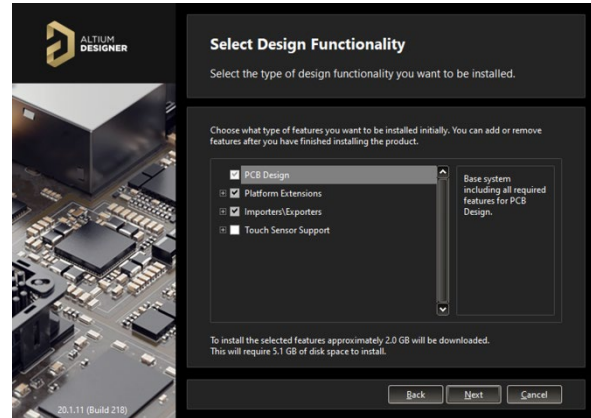 ALTIUM
DESIGNER
Select Design Functionality
Select the type of design functionality you want to be installed.
Choose what type of features you want to be installed initially. You can add or remove
features after you have finished installing the product.
PCB Design
Platform Extensions
Importers\Exporters
Touch Sensor Support
Base system
including all required
features for PCB
Design.
To install the selected features approximately 2.0 GB will be downloaded.
This will require 5.1 GB of disk space to install.
20.1.11 (Build 218)
Back Next Cancel